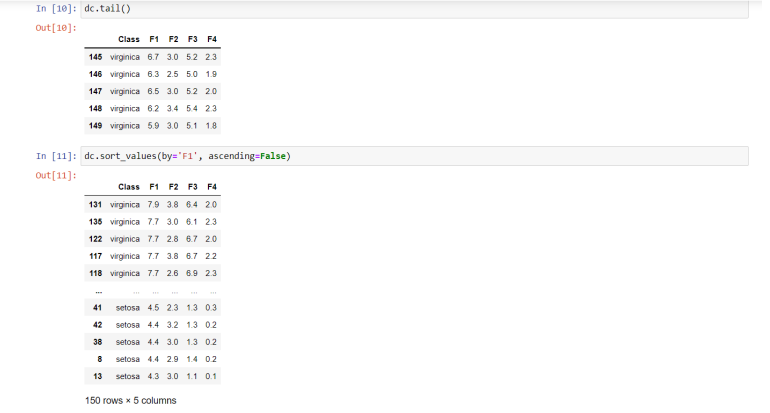 In [10]: dc.tail()
Out[10]:
Class F1 F2 F3 F4
145 virginica 6.7 3.0 5.2 2.3
146 virginica 6.3 2.5 5.0 1.9
147 virginica 6.5 3.0 5.2 2.0
148 virginica 6.2 3.4 5.4 2.3
149 virginica 5.9 3.0 5.1 1.8
In [11]: dc.sort_values(by='F1', ascending=False)
Out[11]:
Class F1 F2 F3 F4
131 virginica 7.9 3.8 6.4 2.0
135 virginica 7.7 3.0 6.1 2.3
122 virginica 7.7 2.8 6.7 2.0
117 virginica 7.7 3.8 6.7 2.2
118 virginica 7.7 2.6 6.9 2.3
... ... ... ... ... ...
41 setosa 4.5 2.3 1.3 0.3
42 setosa 4.4 3.2 1.3 0.2
38 setosa 4.4 3.0 1.3 0.2
8 setosa 4.4 2.9 1.4 0.2
13 setosa 4.3 3.0 1.1 0.1
150 rows × 5 columns